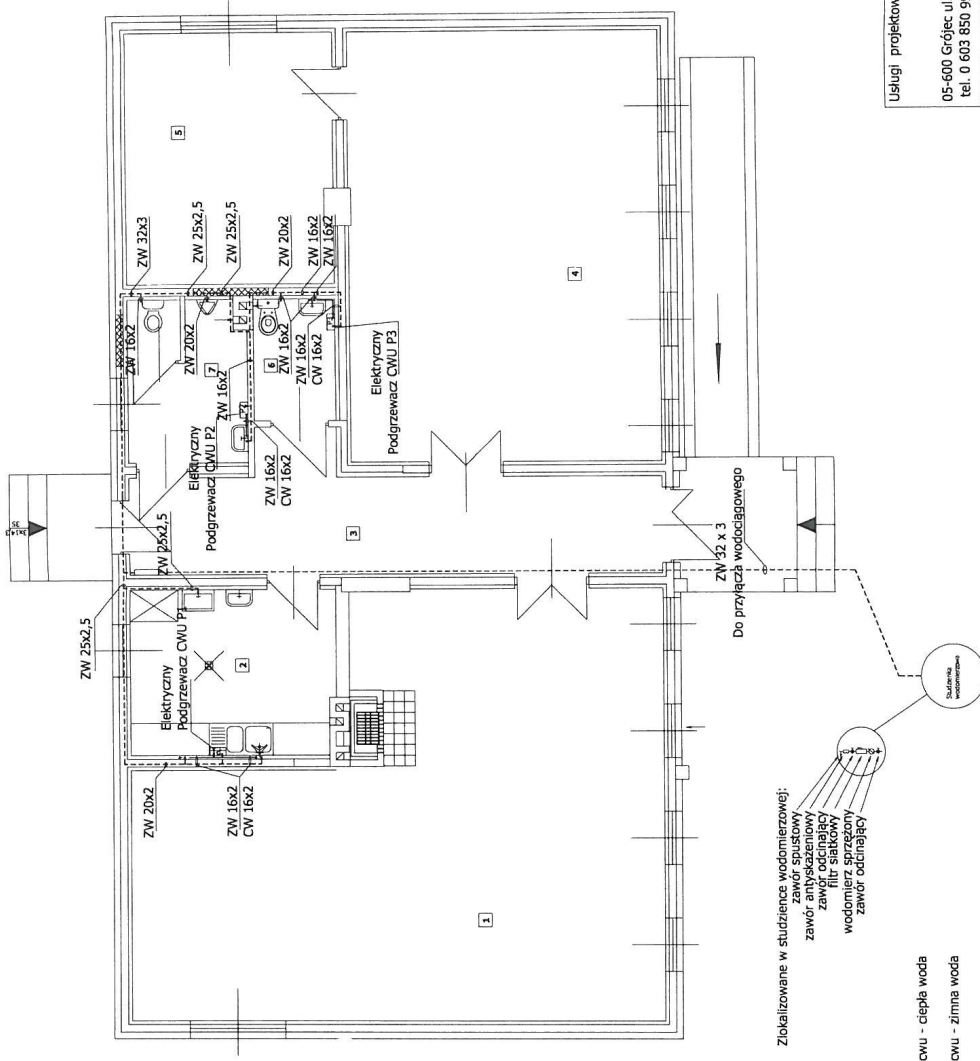 3x14,3
35
ZW 25x2,5
ZW 25x2,5
ZW 16x2
ZW 32x3
ZW 25x2,5
ZW 25x2,5
ZW 20x2
ZW 16x2
ZW 16x2
ZW 20x2
ZW 16x2
ZW 16x2
ZW 16x2
CW 16x2
Elektryczny
Podgrzewacz CWU P3
Elektryczny
Podgrzewacz CWU P2
ZW 16x2
CW 16x2
Elektryczny
Podgrzewacz CWU P1
ZW 20x2
ZW 16x2
CW 16x2
1
2
3
4
5
6
7
ZW 32 x 3
Do przyłącza wodociągowego
Studzienka
wodomierzowa
Zlokalizowane w studzience wodomierzowej:
zawór spustowy
zawór antyskażeniowy
zawór odcinający
filtr siatkowy
wodomierz sprzężony
zawór odcinający
cwu - ciepła woda
cwu - zimna woda
Usługi projektow
05-600 Grójec ul
tel. 0 603 850 9